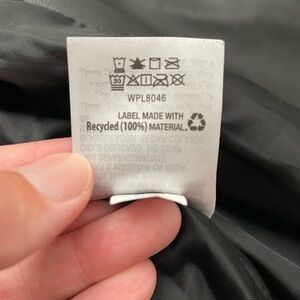 30
WPL8046
LABEL MADE WITH
Recycled (100%) MATERIAL.